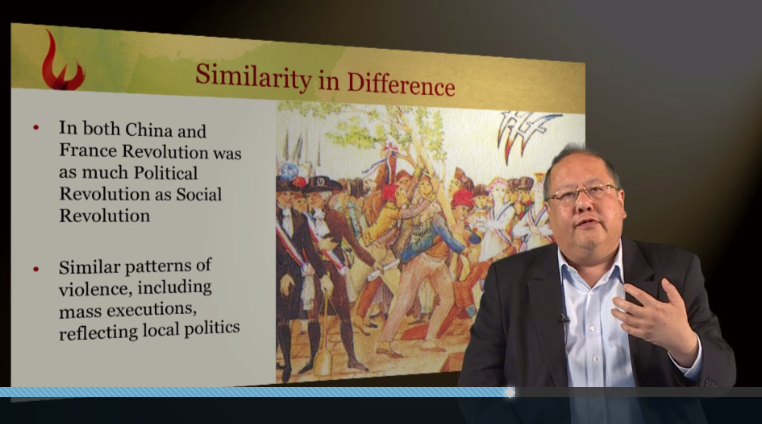 Similarity in Difference
• In both China and
France Revolution was
as much Political
Revolution as Social
Revolution
• Similar patterns of
violence, including
mass executions,
reflecting local politics